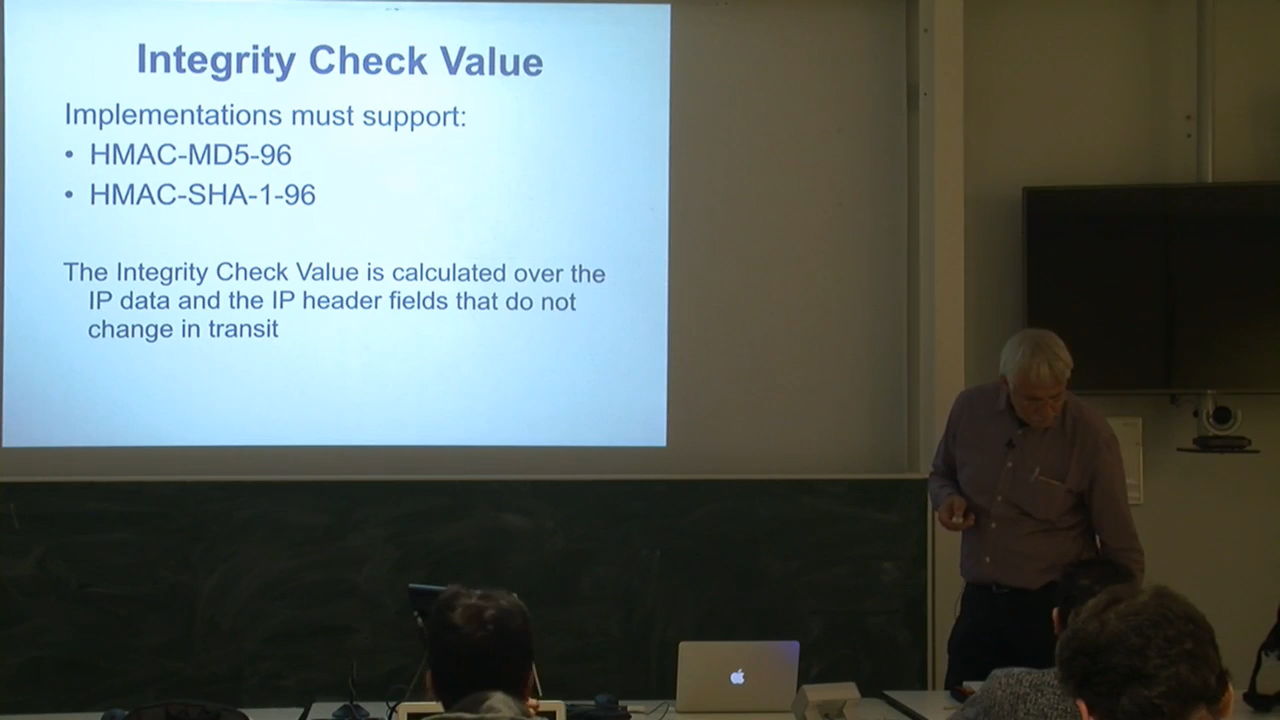 Integrity Check Value
Implementations must support:
• HMAC-MD5-96
• HMAC-SHA-1-96
The Integrity Check Value is calculated over the
IP data and the IP header fields that do not
change in transit